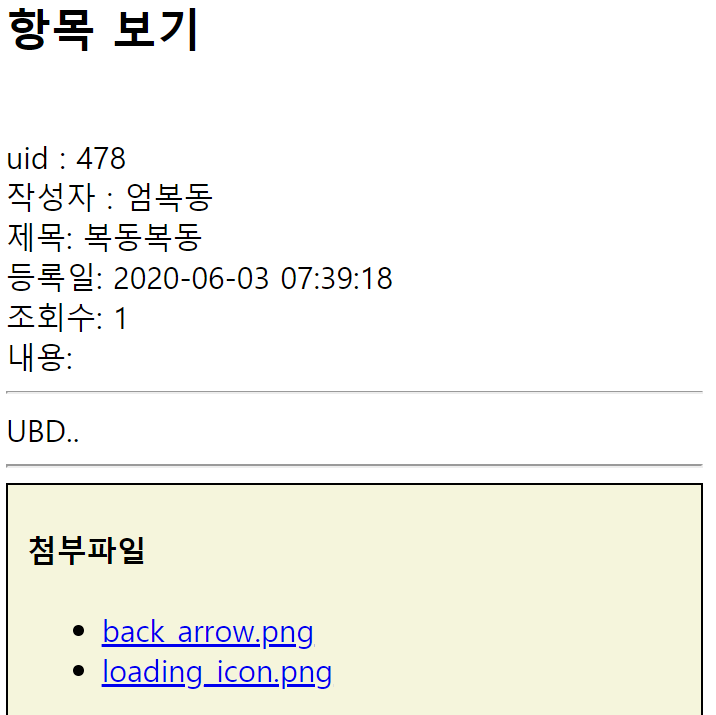 항목 보기
uid : 478
작성자 : 엄복동
제목: 복동복동
등록일: 2020-06-03 07:39:18
조회수: 1
내용:
UBD..
첨부파일
back_arrow.png
loading_icon.png